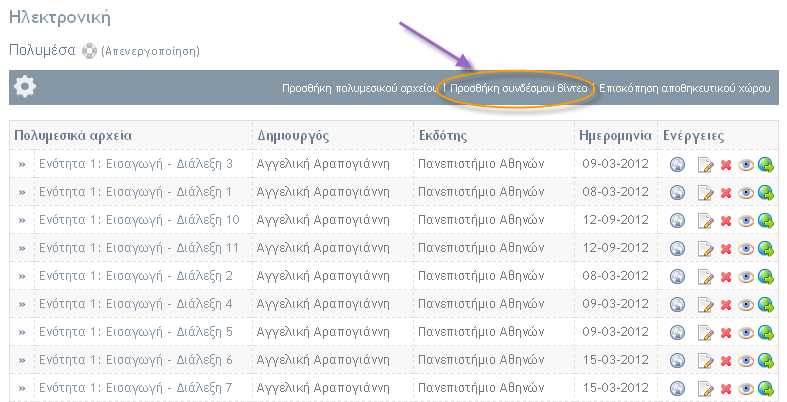 Ηλεκτρονική
Πολυμέσα (Απενεργοποίηση)
Προσθήκη πολυμεσικού αρχείου | Προσθήκη συνδέσμου Βίντεο | Επισκόπηση αποθηκευτικού χώρου
Πολυμεσικά αρχεία Δημιουργός Εκδότης Ημερομηνία Ενέργειες
» Ενότητα 1: Εισαγωγή - Διάλεξη 3 Αγγελική Αραπογιάννη Πανεπιστήμιο Αθηνών 09-03-2012
» Ενότητα 1: Εισαγωγή - Διάλεξη 1 Αγγελική Αραπογιάννη Πανεπιστήμιο Αθηνών 08-03-2012
» Ενότητα 1: Εισαγωγή - Διάλεξη 10 Αγγελική Αραπογιάννη Πανεπιστήμιο Αθηνών 12-09-2012
» Ενότητα 1: Εισαγωγή - Διάλεξη 11 Αγγελική Αραπογιάννη Πανεπιστήμιο Αθηνών 12-09-2012
» Ενότητα 1: Εισαγωγή - Διάλεξη 2 Αγγελική Αραπογιάννη Πανεπιστήμιο Αθηνών 08-03-2012
» Ενότητα 1: Εισαγωγή - Διάλεξη 4 Αγγελική Αραπογιάννη Πανεπιστήμιο Αθηνών 09-03-2012
» Ενότητα 1: Εισαγωγή - Διάλεξη 5 Αγγελική Αραπογιάννη Πανεπιστήμιο Αθηνών 09-03-2012
» Ενότητα 1: Εισαγωγή - Διάλεξη 6 Αγγελική Αραπογιάννη Πανεπιστήμιο Αθηνών 15-03-2012
» Ενότητα 1: Εισαγωγή - Διάλεξη 7 Αγγελική Αραπογιάννη Πανεπιστήμιο Αθηνών 15-03-2012